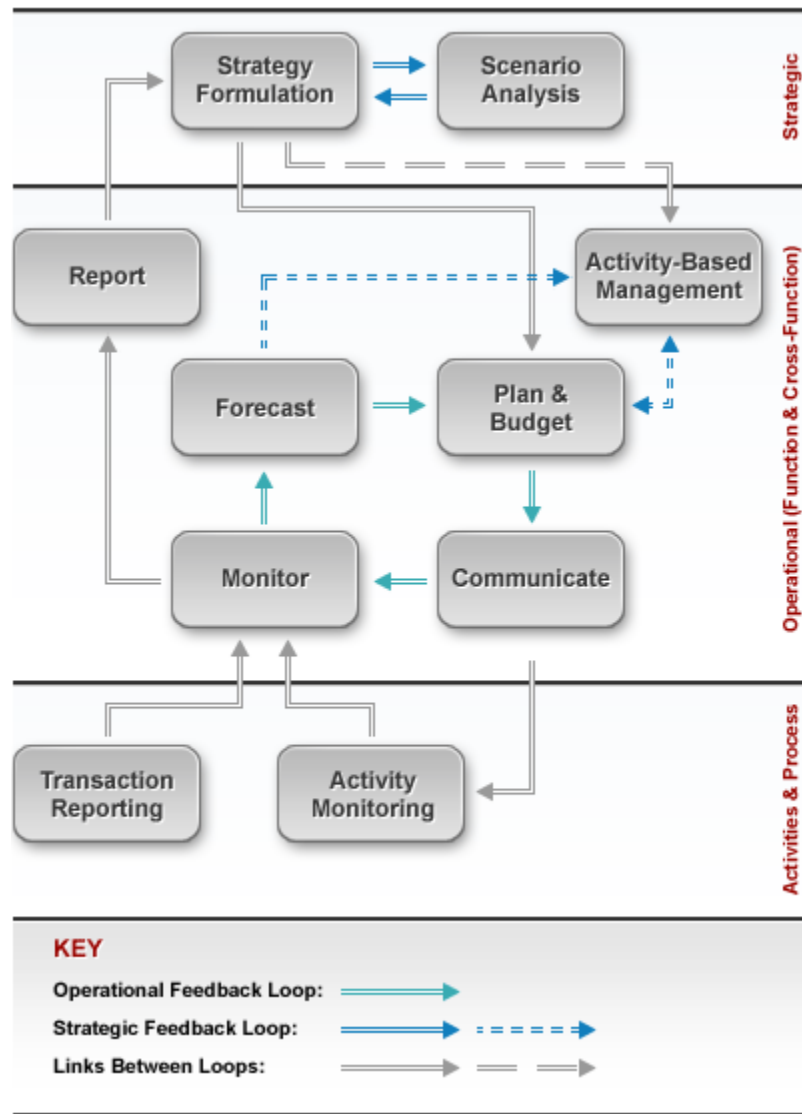 Strategy
Formulation
Scenario
Analysis
Strategic
Report
Activity-Based
Management
Forecast
Plan &
Budget
Monitor
Communicate
Operational (Function & Cross-Function)
Transaction
Reporting
Activity
Monitoring
Activities & Process
KEY
Operational Feedback Loop:
Strategic Feedback Loop:
Links Between Loops: